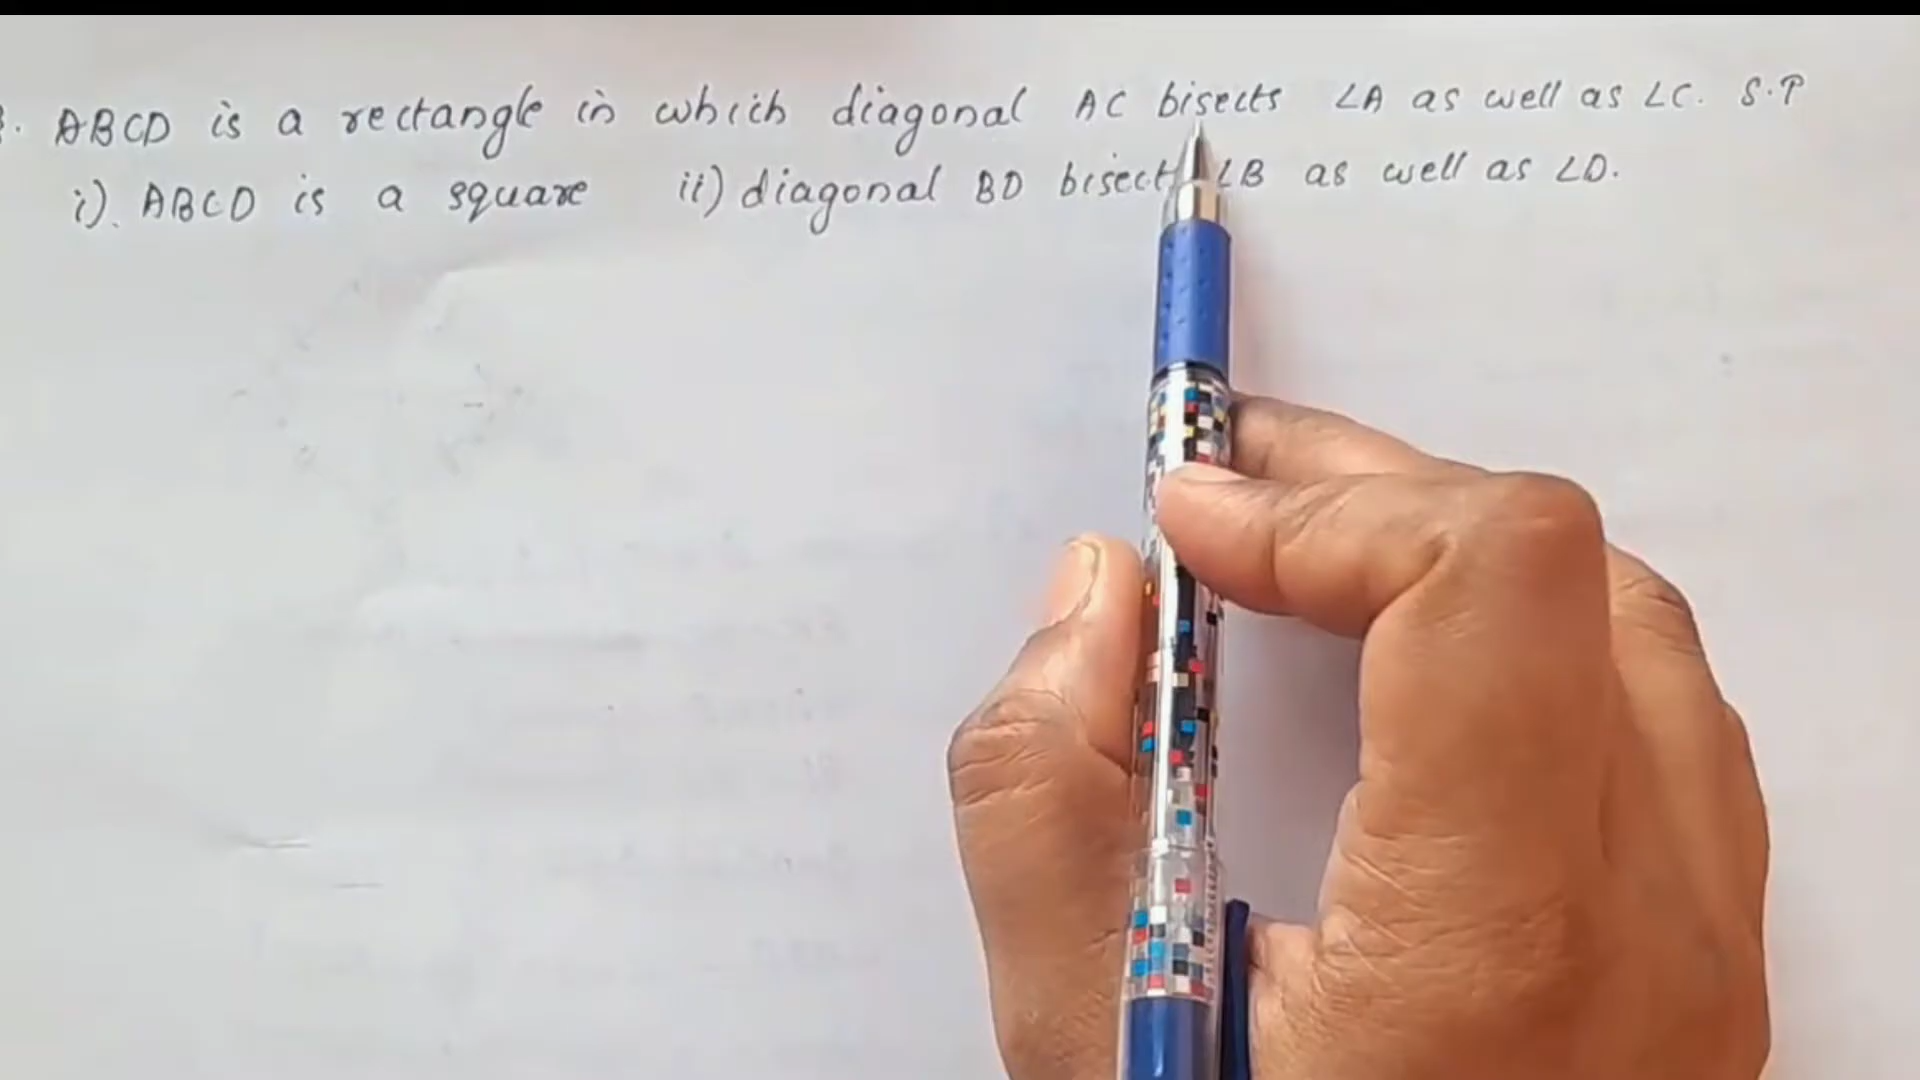 3. ABCD is a rectangle in which diagonal AC bisects ∠A as well as ∠C. S.T
i). ABCD is a square ii) diagonal BD bisect ∠B as well as ∠D.